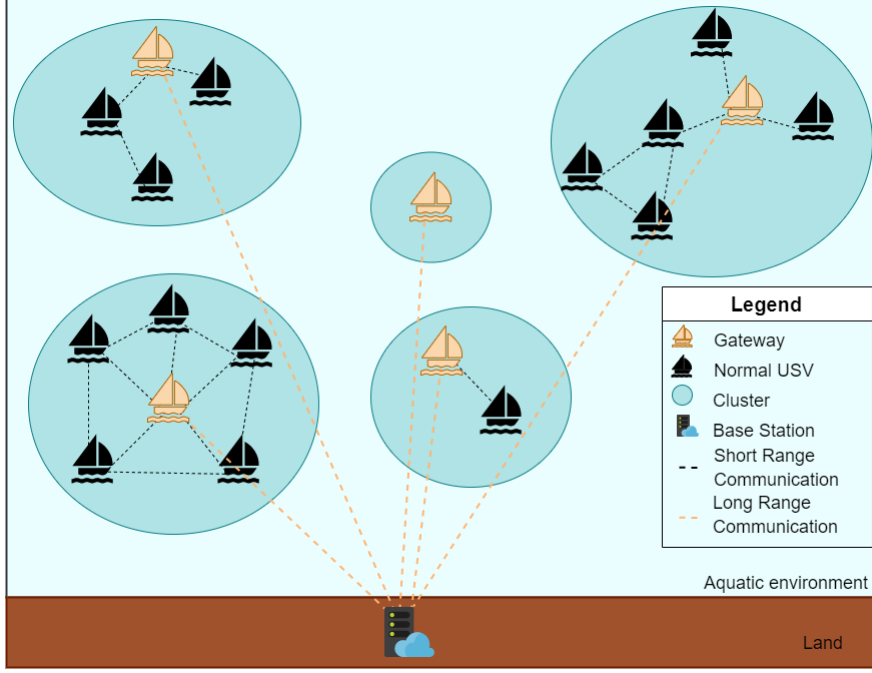 Legend
Gateway
Normal USV
Cluster
Base Station
Short Range
Communication
Long Range
Communication
Aquatic environment
Land